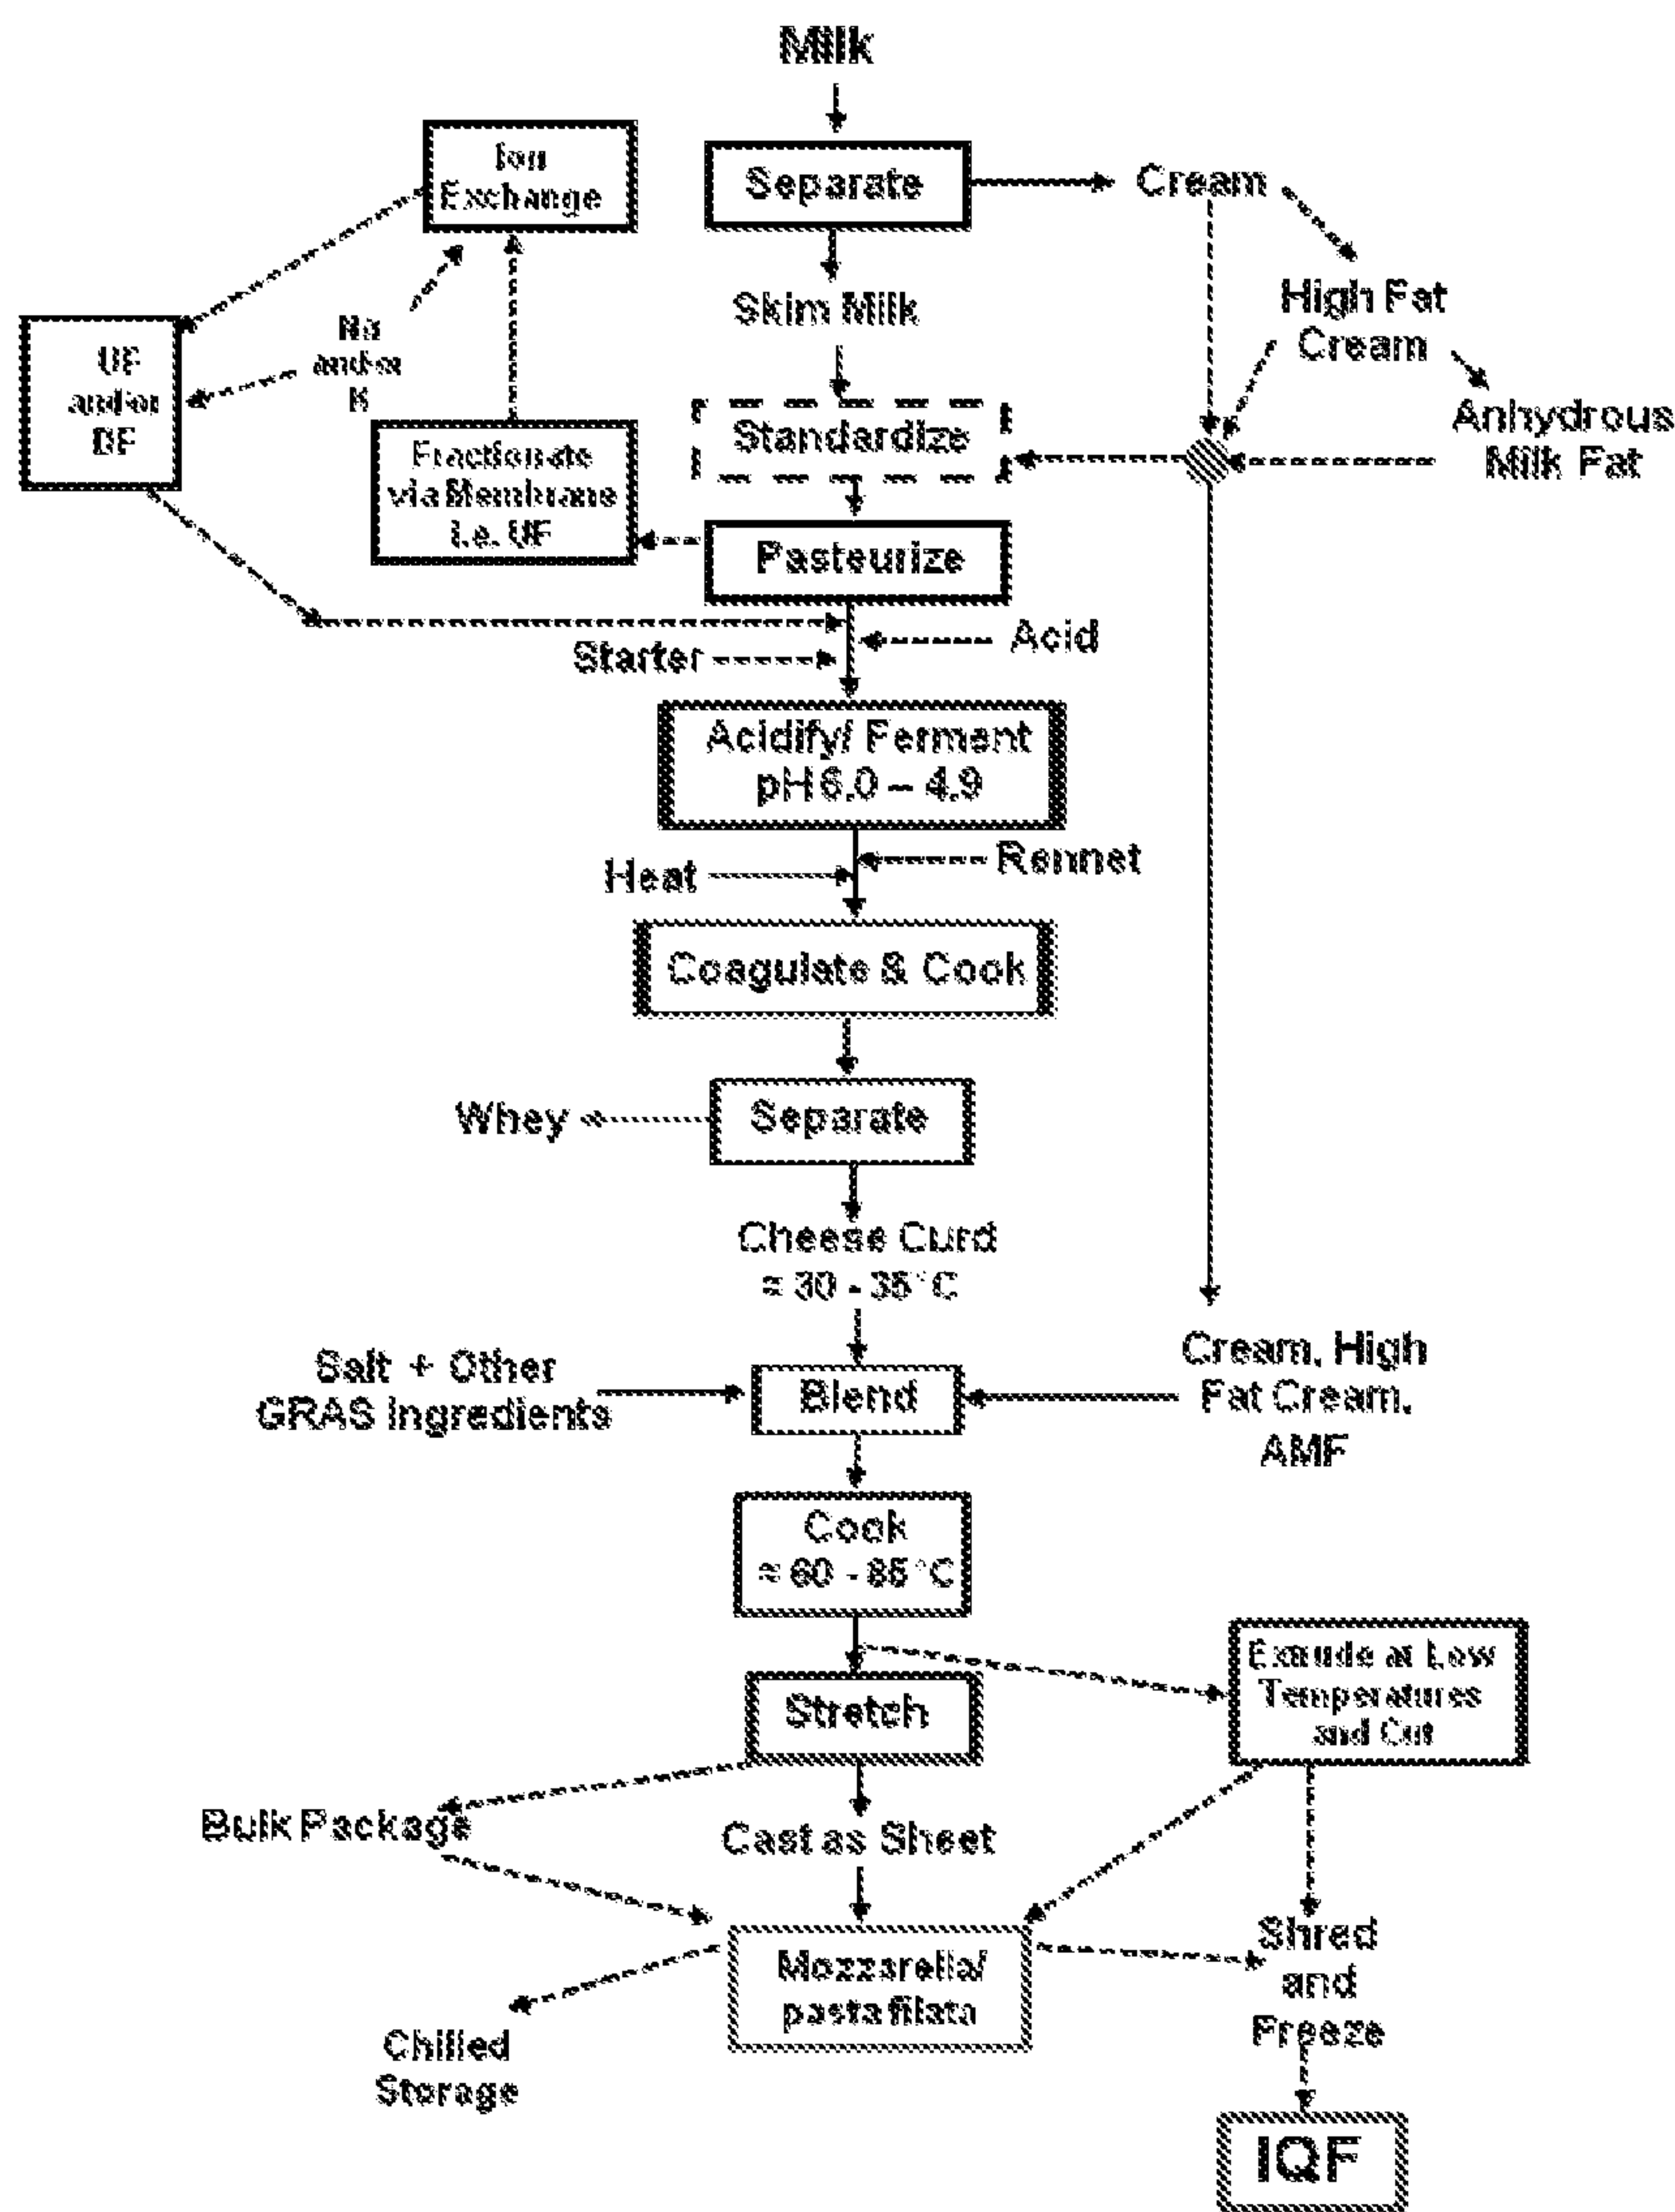 Milk
Ion
Exchange
Separate
Cream
Skim Milk
High Fat
Cream
Na
and/or
K
UF
and/or
DF
Standardize
Anhydrous
Milk Fat
Fractionate
via Membrane
i.e. UF
Pasteurize
Acid
Starter
Acidify/ Ferment
pH 6.0 – 4.9
Rennet
Heat
Coagulate & Cook
Separate
Whey
Cheese Curd
≈ 30 - 35°C
Salt + Other
GRAS Ingredients
Blend
Cream, High
Fat Cream,
AMF
Cook
≈ 60 - 85°C
Extrude at Low
Temperatures
and Cut
Stretch
Bulk Package
Cast as Sheet
Shred
and
Freeze
Mozzarella/
pasta filata
Chilled
Storage
IQF